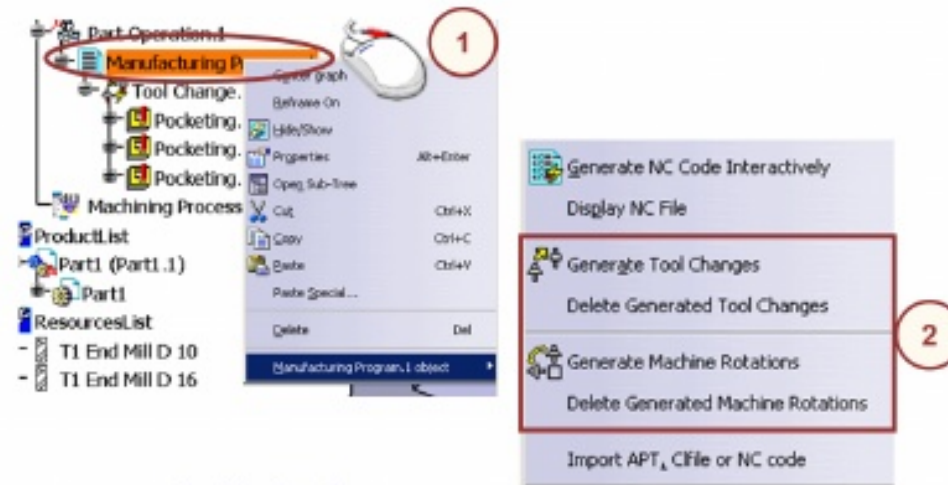 Part Operation.1
Manufacturing P
Tool Change.
Pocketing.
Pocketing.
Pocketing.
Machining Process
ProductList
Part1 (Part1.1)
Part1
ResourcesList
T1 End Mill D 10
T1 End Mill D 16
1
Center graph
Reframe On
Hide/Show
Properties Alt+Enter
Open Sub-Tree
Cut Ctrl+X
Copy Ctrl+C
Paste Ctrl+V
Paste Special...
Delete Del
Manufacturing Program.1 object
Generate NC Code Interactively
Display NC File
Generate Tool Changes
Delete Generated Tool Changes
Generate Machine Rotations
Delete Generated Machine Rotations
Import APT, Clfile or NC code
2